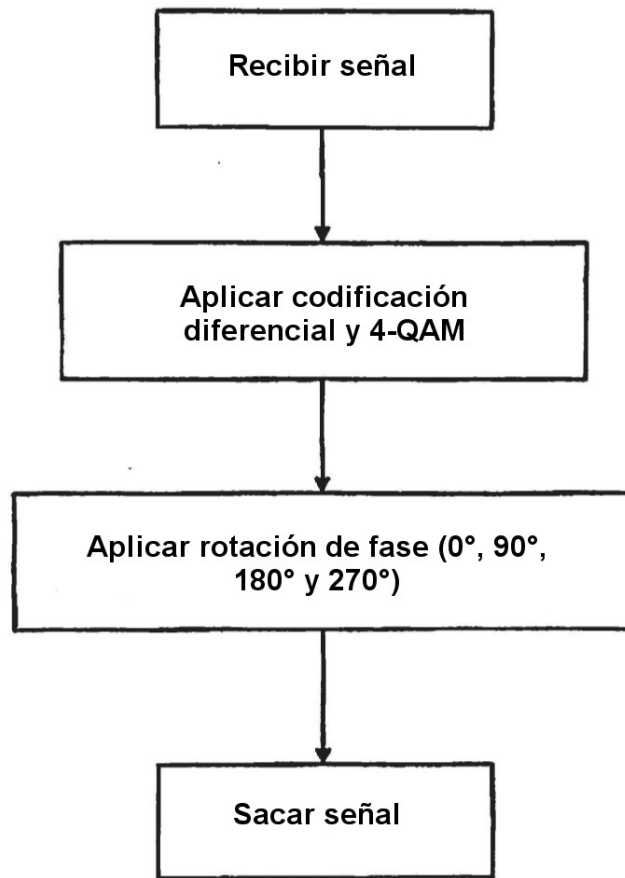 Recibir señal
Aplicar codificación
diferencial y 4-QAM
Aplicar rotación de fase (0°, 90°,
180° y 270°)
Sacar señal